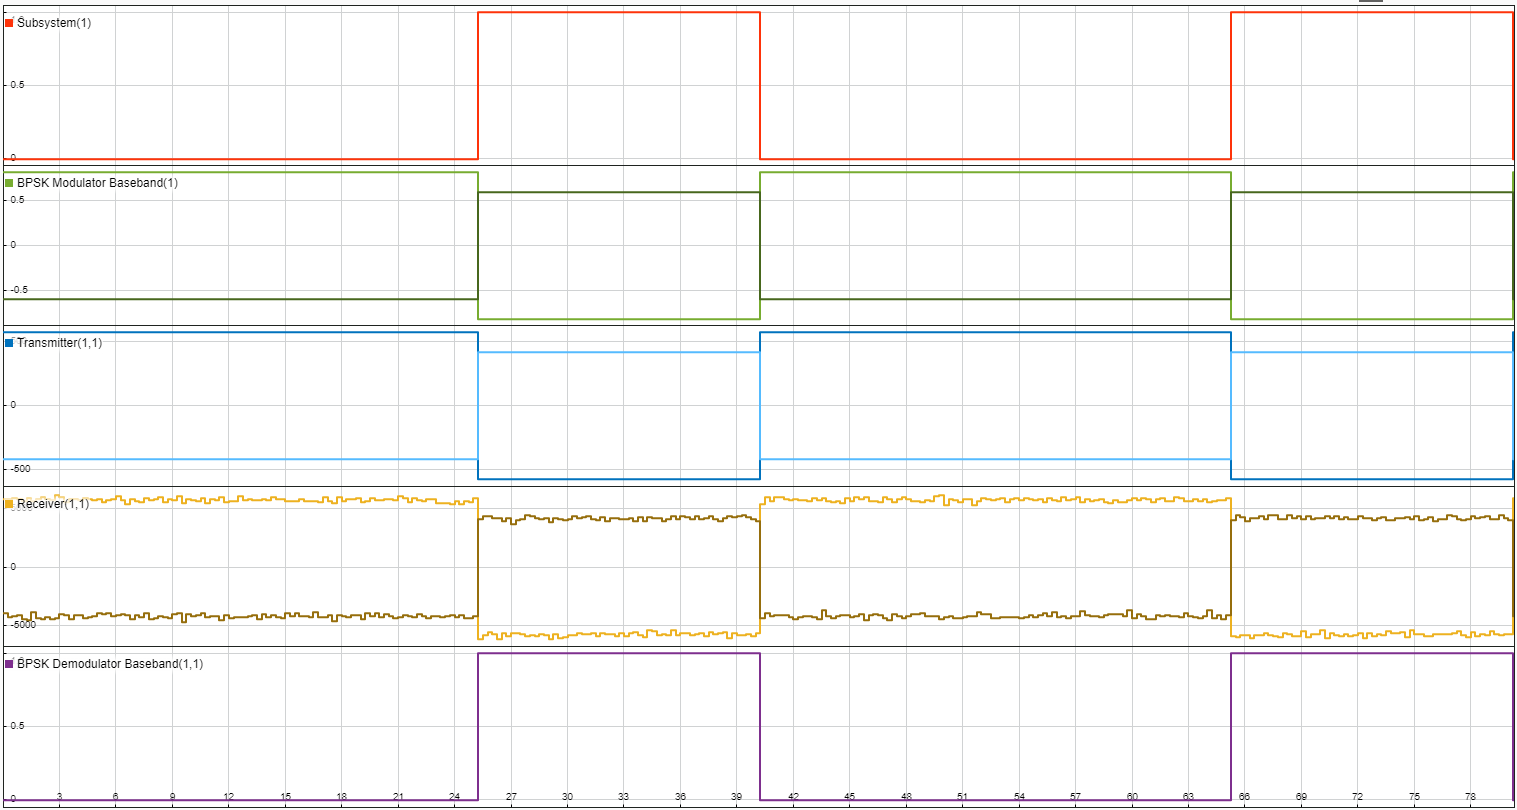 Subsystem(1)
0.5
0
BPSK Modulator Baseband(1)
0.5
0
-0.5
Transmitter(1,1)
0
-500
Receiver(1,1)
0
-5000
BPSK Demodulator Baseband(1,1)
0.5
0 3 6 9 12 15 18 21 24 27 30 33 36 39 42 45 48 51 54 57 60 63 66 69 72 75 78